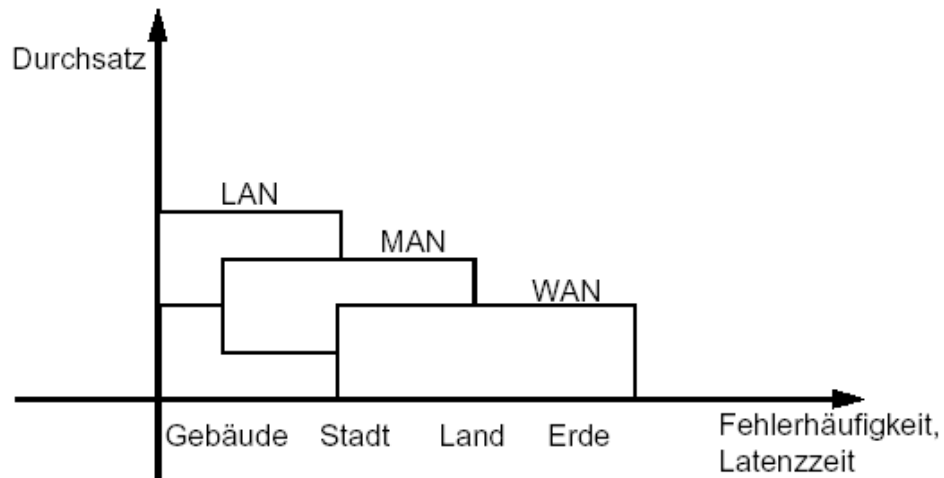 Durchsatz
LAN
MAN
WAN
Gebäude Stadt Land Erde
Fehlerhäufigkeit,
Latenzzeit